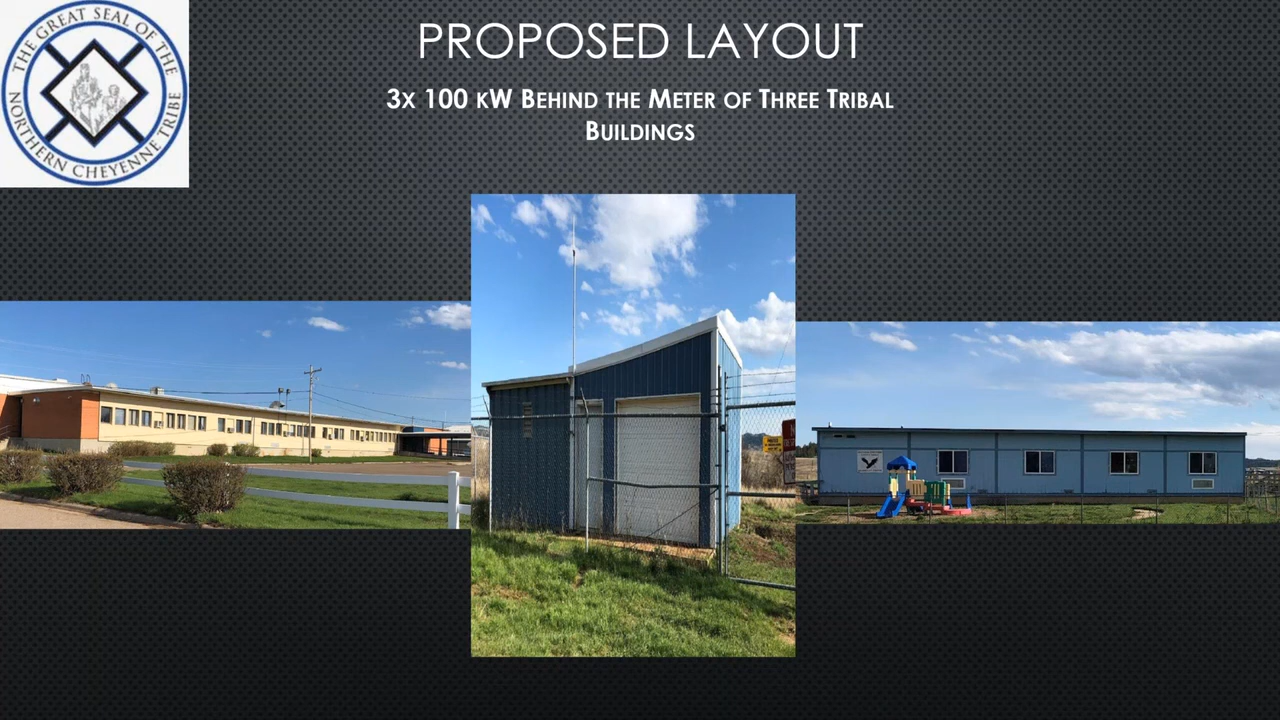 THE GREAT SEAL OF THE
NORTHERN CHEYENNE TRIBE
PROPOSED LAYOUT
3X 100 KW BEHIND THE METER OF THREE TRIBAL
BUILDINGS